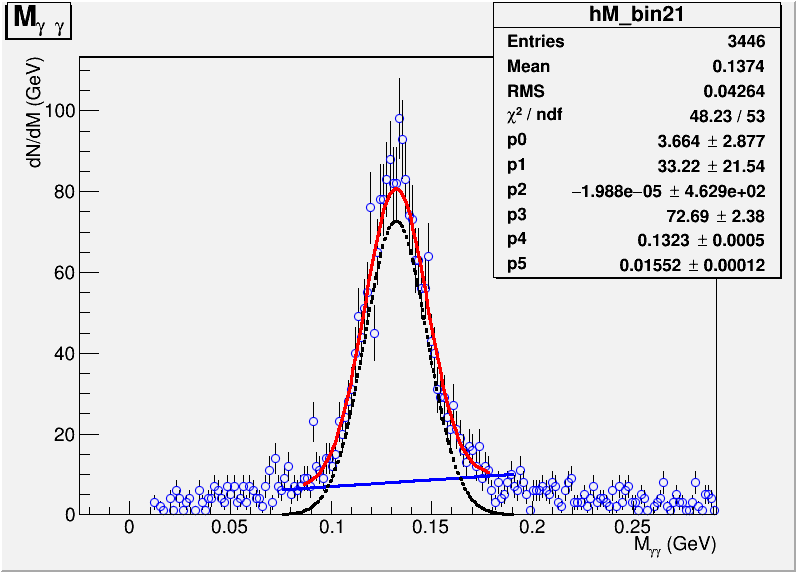 M γ γ
hM_bin21
Entries 3446
Mean 0.1374
RMS 0.04264
χ² / ndf 48.23 / 53
p0 3.664 ± 2.877
p1 33.22 ± 21.54
p2 −1.988e−05 ± 4.629e+02
p3 72.69 ± 2.38
p4 0.1323 ± 0.0005
p5 0.01552 ± 0.00012
dN/dM (GeV)
100
80
60
40
20
0
0 0.05 0.1 0.15 0.2 0.25
Mγγ (GeV)